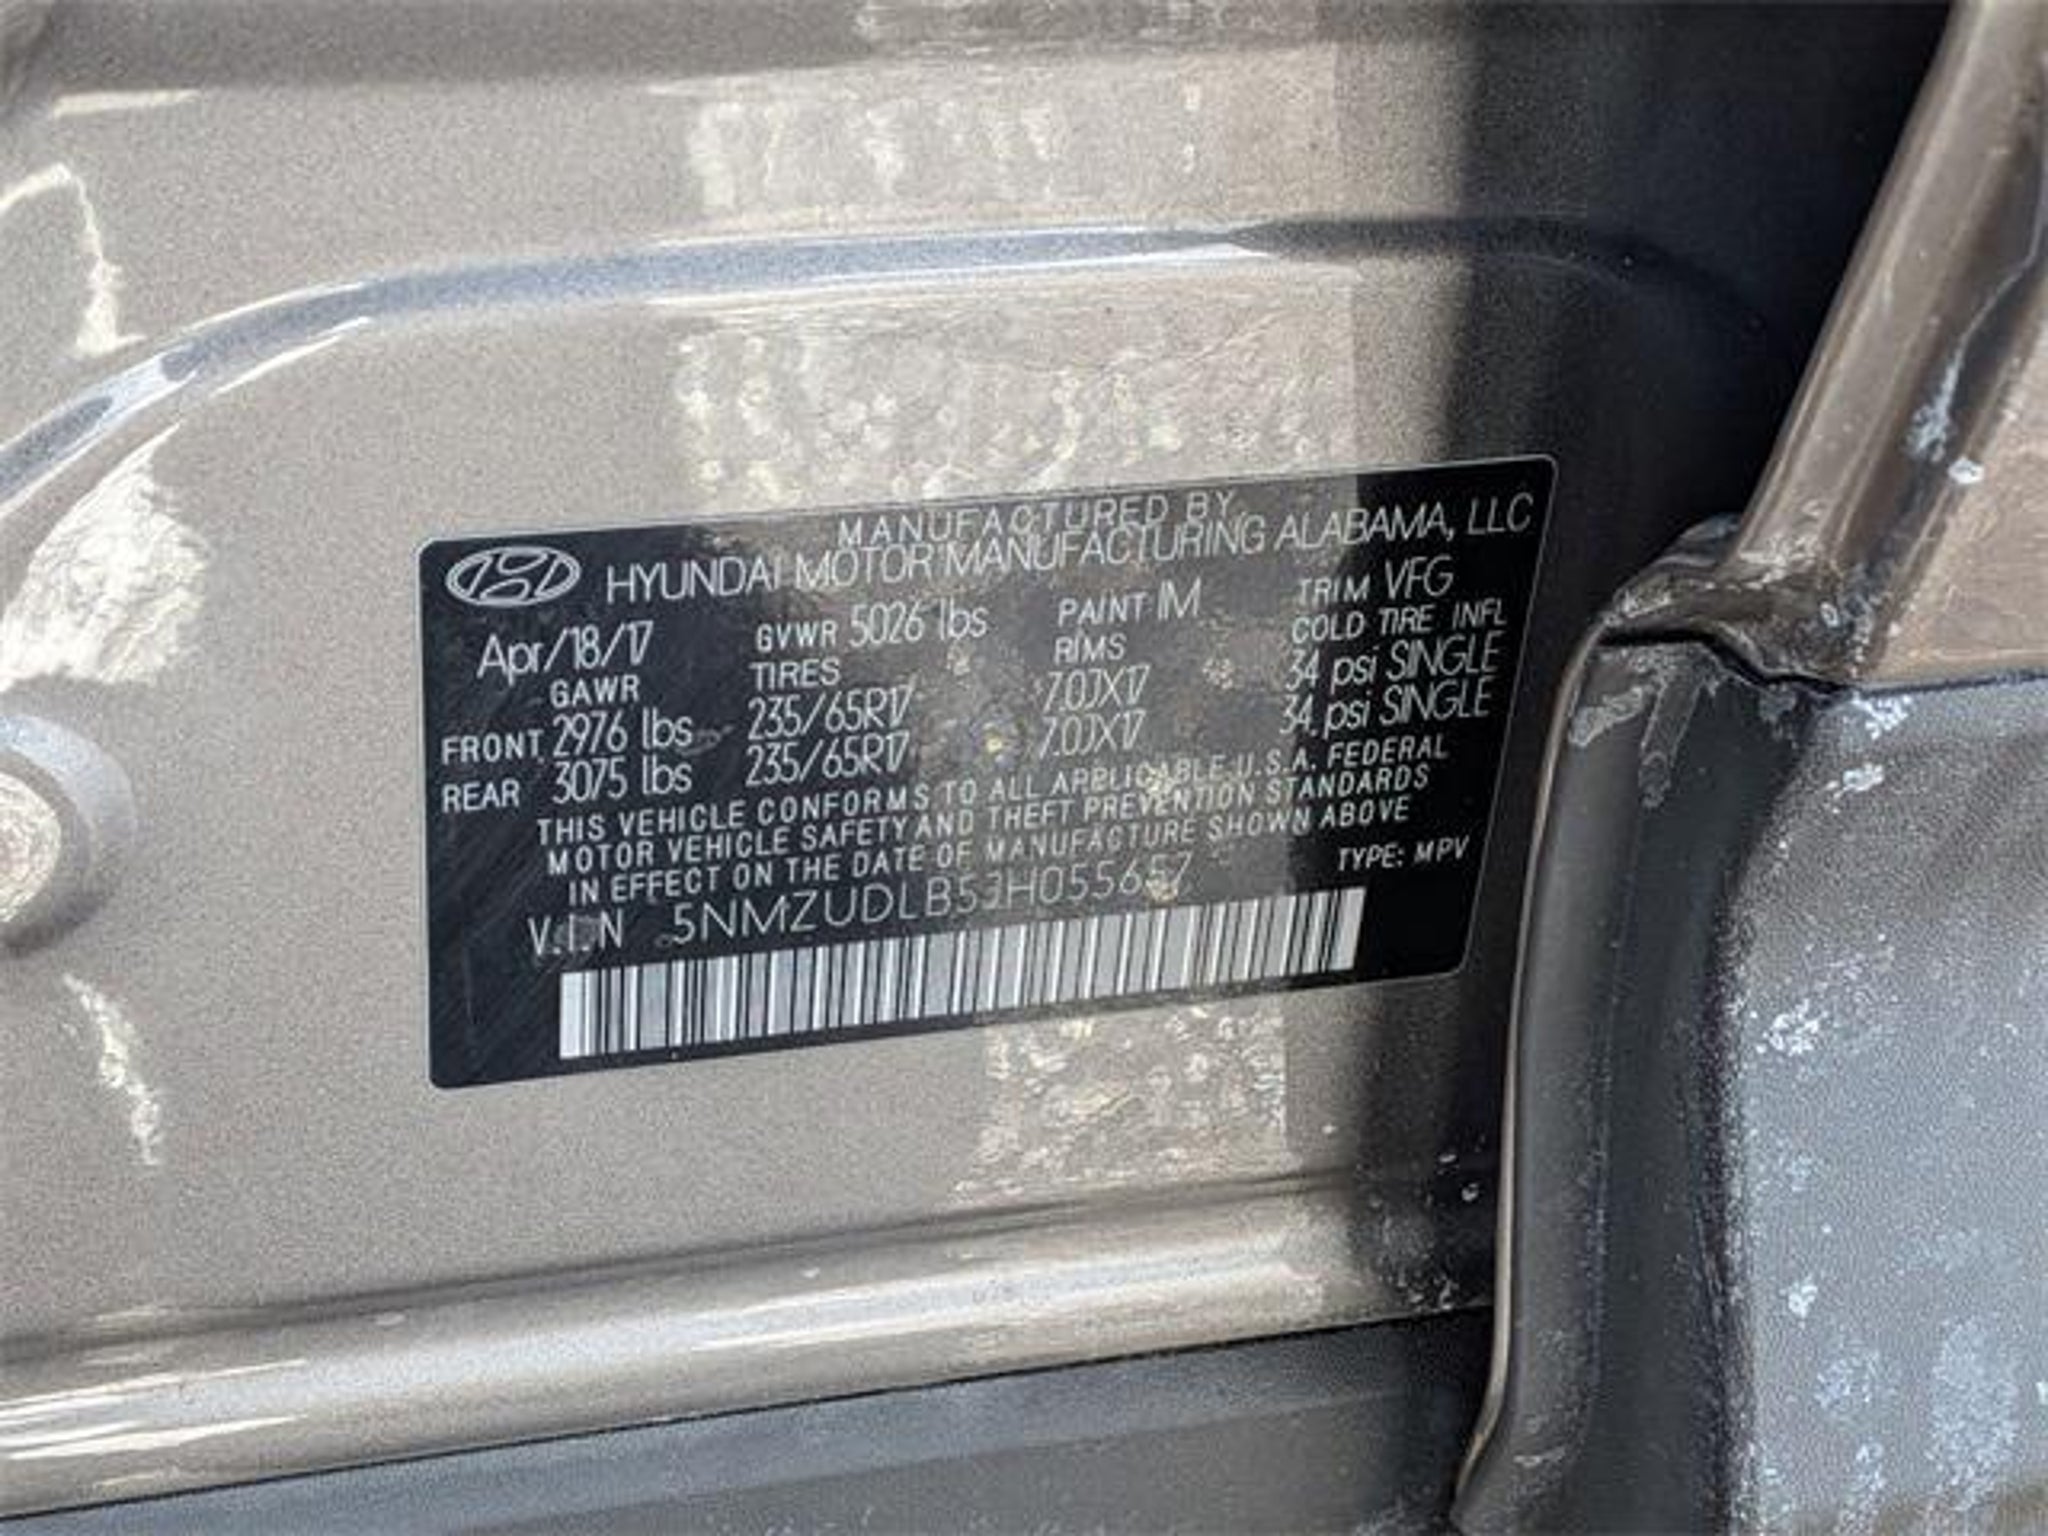 MANUFACTURED BY
HYUNDAI MOTOR MANUFACTURING ALABAMA, LLC
Apr/18/17 GVWR 5026 lbs PAINT IM TRIM VFG
GAWR TIRES RIMS COLD TIRE INFL
FRONT 2976 lbs 235/65R17 7.0JX17 34 psi SINGLE
REAR 3075 lbs 235/65R17 7.0JX17 34 psi SINGLE
THIS VEHICLE CONFORMS TO ALL APPLICABLE U.S.A. FEDERAL
MOTOR VEHICLE SAFETY AND THEFT PREVENTION STANDARDS
IN EFFECT ON THE DATE OF MANUFACTURE SHOWN ABOVE
V.I.N 5NMZUDLB5JH055657 TYPE: MPV